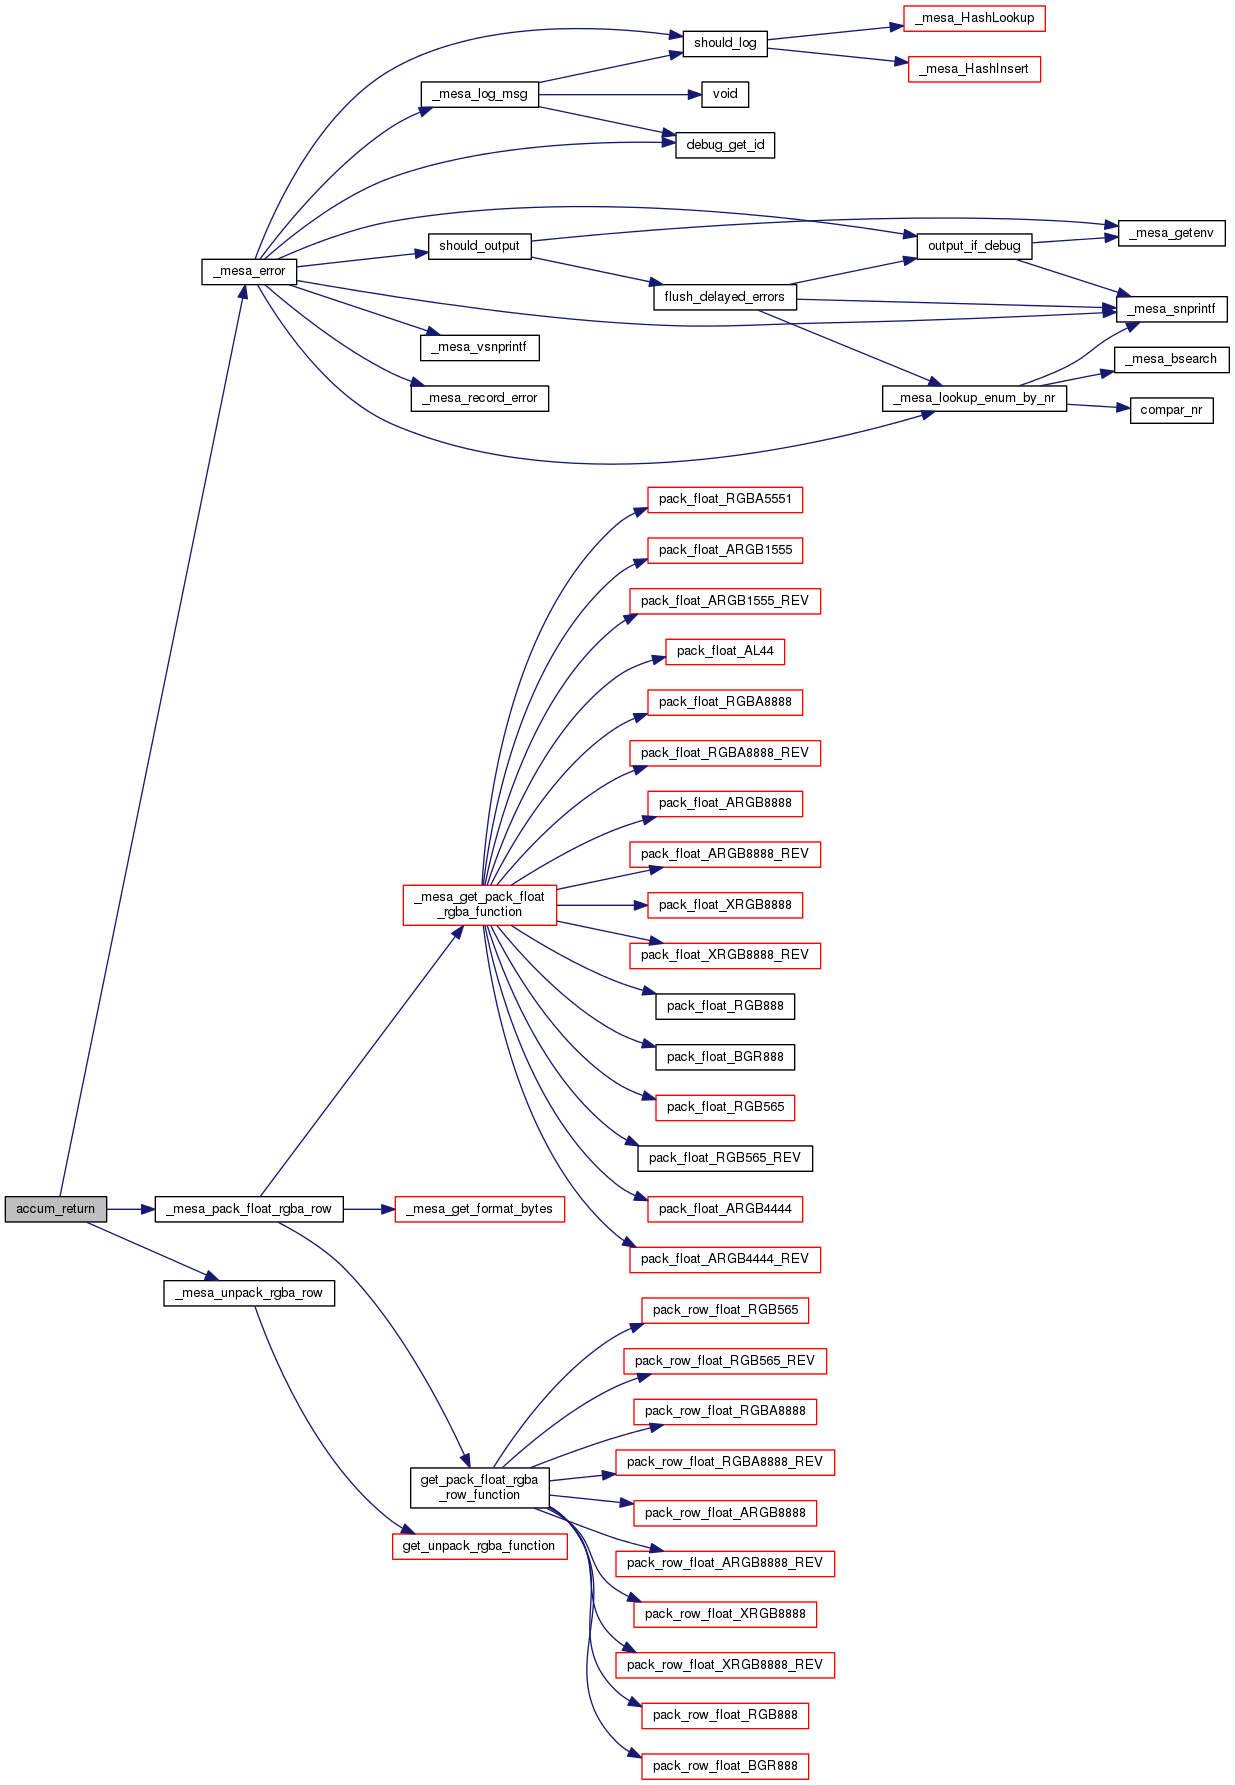 _mesa_HashLookup
should_log
_mesa_HashInsert
_mesa_log_msg
void
debug_get_id
_mesa_getenv
should_output
output_if_debug
_mesa_error
flush_delayed_errors
_mesa_snprintf
_mesa_vsnprintf
_mesa_bsearch
_mesa_record_error
_mesa_lookup_enum_by_nr
compar_nr
pack_float_RGBA5551
pack_float_ARGB1555
pack_float_ARGB1555_REV
pack_float_AL44
pack_float_RGBA8888
pack_float_RGBA8888_REV
pack_float_ARGB8888
pack_float_ARGB8888_REV
_mesa_get_pack_float
_rgba_function
pack_float_XRGB8888
pack_float_XRGB8888_REV
pack_float_RGB888
pack_float_BGR888
pack_float_RGB565
pack_float_RGB565_REV
accum_return
_mesa_pack_float_rgba_row
_mesa_get_format_bytes
pack_float_ARGB4444
pack_float_ARGB4444_REV
_mesa_unpack_rgba_row
pack_row_float_RGB565
pack_row_float_RGB565_REV
pack_row_float_RGBA8888
pack_row_float_RGBA8888_REV
get_pack_float_rgba
_row_function
pack_row_float_ARGB8888
get_unpack_rgba_function
pack_row_float_ARGB8888_REV
pack_row_float_XRGB8888
pack_row_float_XRGB8888_REV
pack_row_float_RGB888
pack_row_float_BGR888